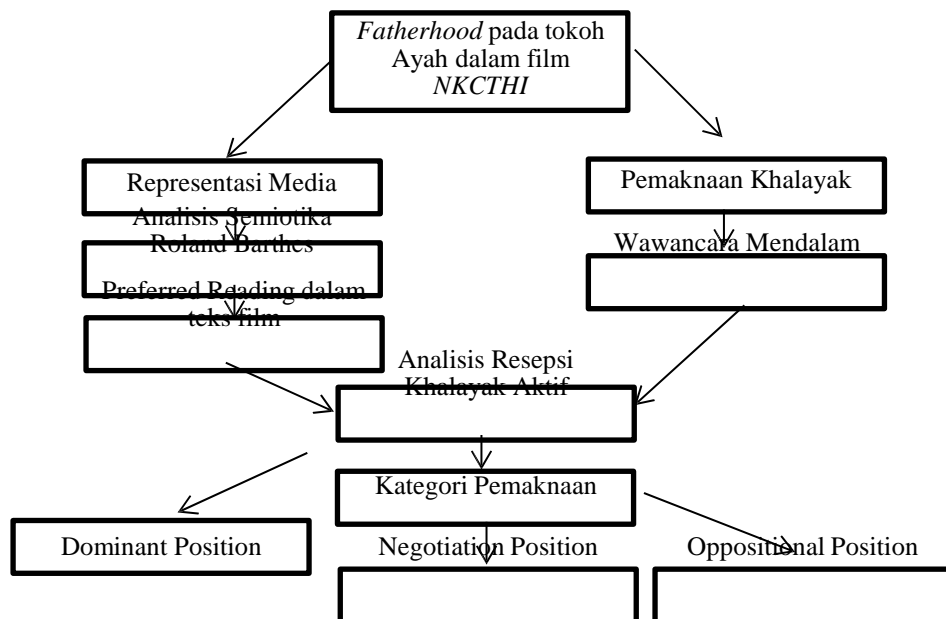 Fatherhood pada tokoh
Ayah dalam film
NKCTHI
Representasi Media
Pemaknaan Khalayak
Analisis Semiotika
Roland Barthes
Wawancara Mendalam
Preferred Reading dalam
teks film
Analisis Resepsi
Khalayak Aktif
Kategori Pemaknaan
Dominant Position
Negotiation Position
Oppositional Position